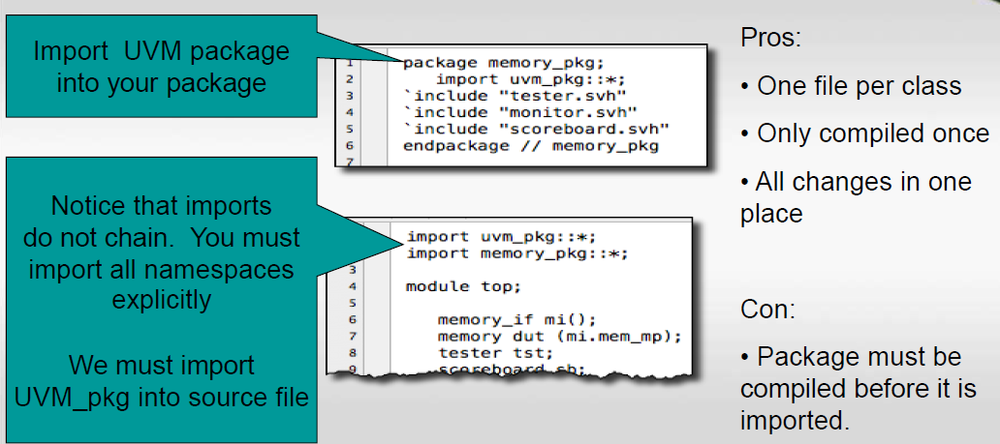 Import UVM package
into your package
1 package memory_pkg;
2 import uvm_pkg::*;
3 `include "tester.svh"
4 `include "monitor.svh"
5 `include "scoreboard.svh"
6 endpackage // memory_pkg
7
Notice that imports
do not chain. You must
import all namespaces
explicitly
We must import
UVM_pkg into source file
import uvm_pkg::*;
import memory_pkg::*;
3
4 module top;
5
6 memory_if mi();
7 memory dut (mi.mem_mp);
8 tester tst;
9 scoreboard sb;
Pros:
• One file per class
• Only compiled once
• All changes in one
place
Con:
• Package must be
compiled before it is
imported.